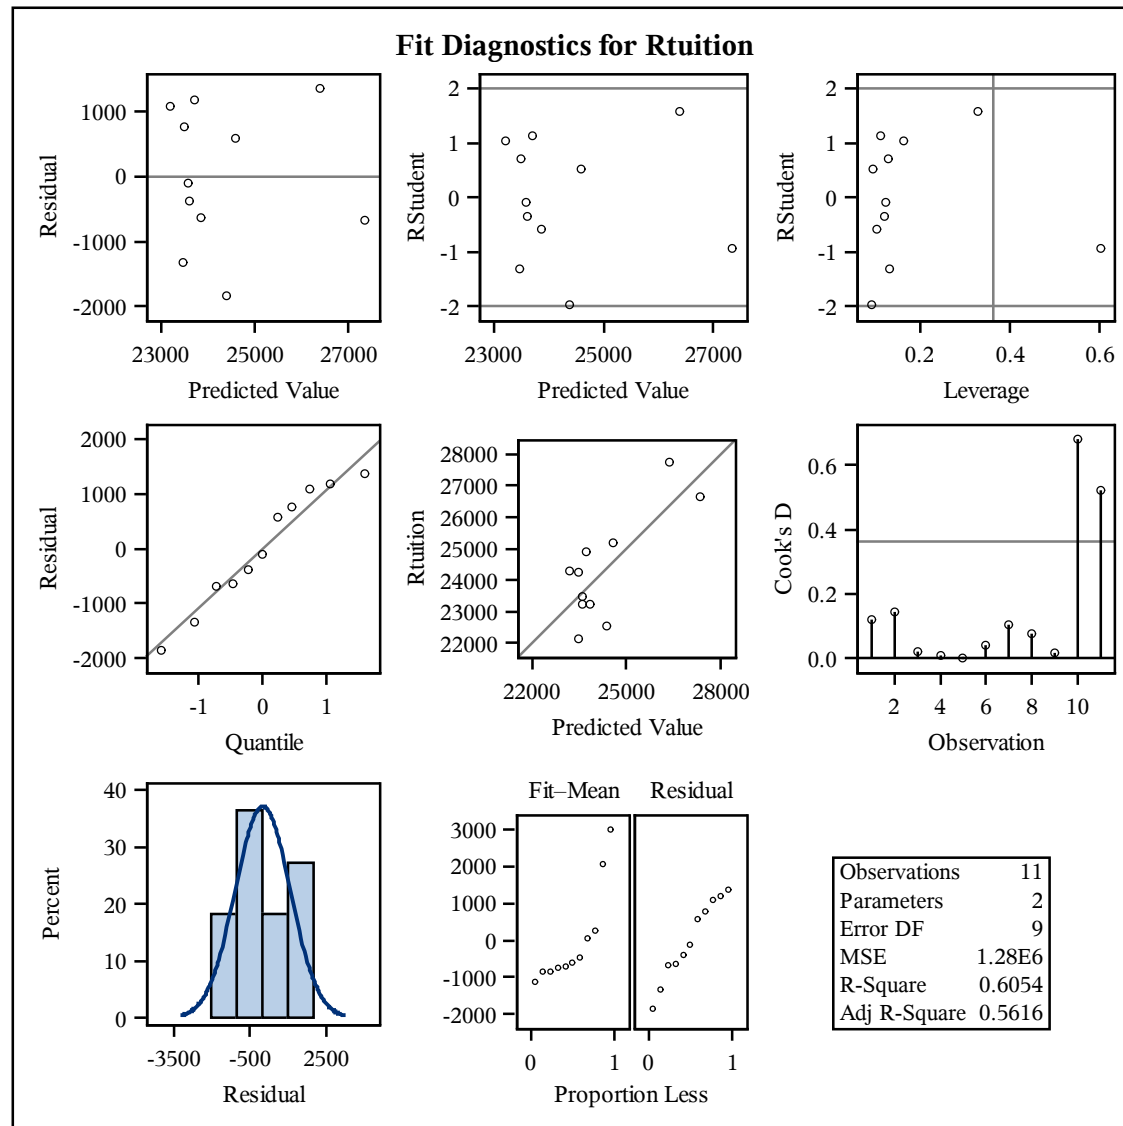 Fit Diagnostics for Rtuition
1000
0
-1000
-2000
Residual
23000 25000 27000
Predicted Value
2
1
0
-1
-2
RStudent
23000 25000 27000
Predicted Value
2
1
0
-1
-2
RStudent
0.2 0.4 0.6
Leverage
2000
1000
0
-1000
-2000
Residual
-1 0 1
Quantile
28000
27000
26000
25000
24000
23000
22000
Rtuition
22000 25000 28000
Predicted Value
0.6
0.4
0.2
0.0
Cook's D
2 4 6 8 10
Observation
40
30
20
10
0
Percent
-3500 -500 2500
Residual
Fit–Mean Residual
3000
2000
1000
0
-1000
-2000
0 1 0 1
Proportion Less
Observations 11
Parameters 2
Error DF 9
MSE 1.28E6
R-Square 0.6054
Adj R-Square 0.5616